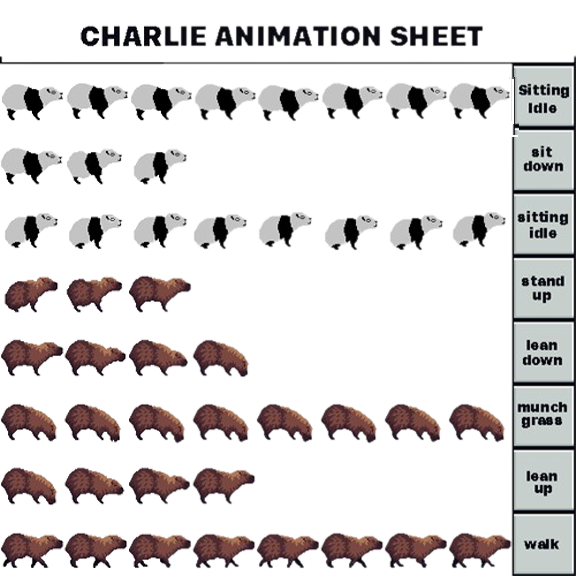 CHARLIE ANIMATION SHEET
Sitting
Idle
sit
down
sitting
idle
stand
up
lean
down
munch
grass
lean
up
walk